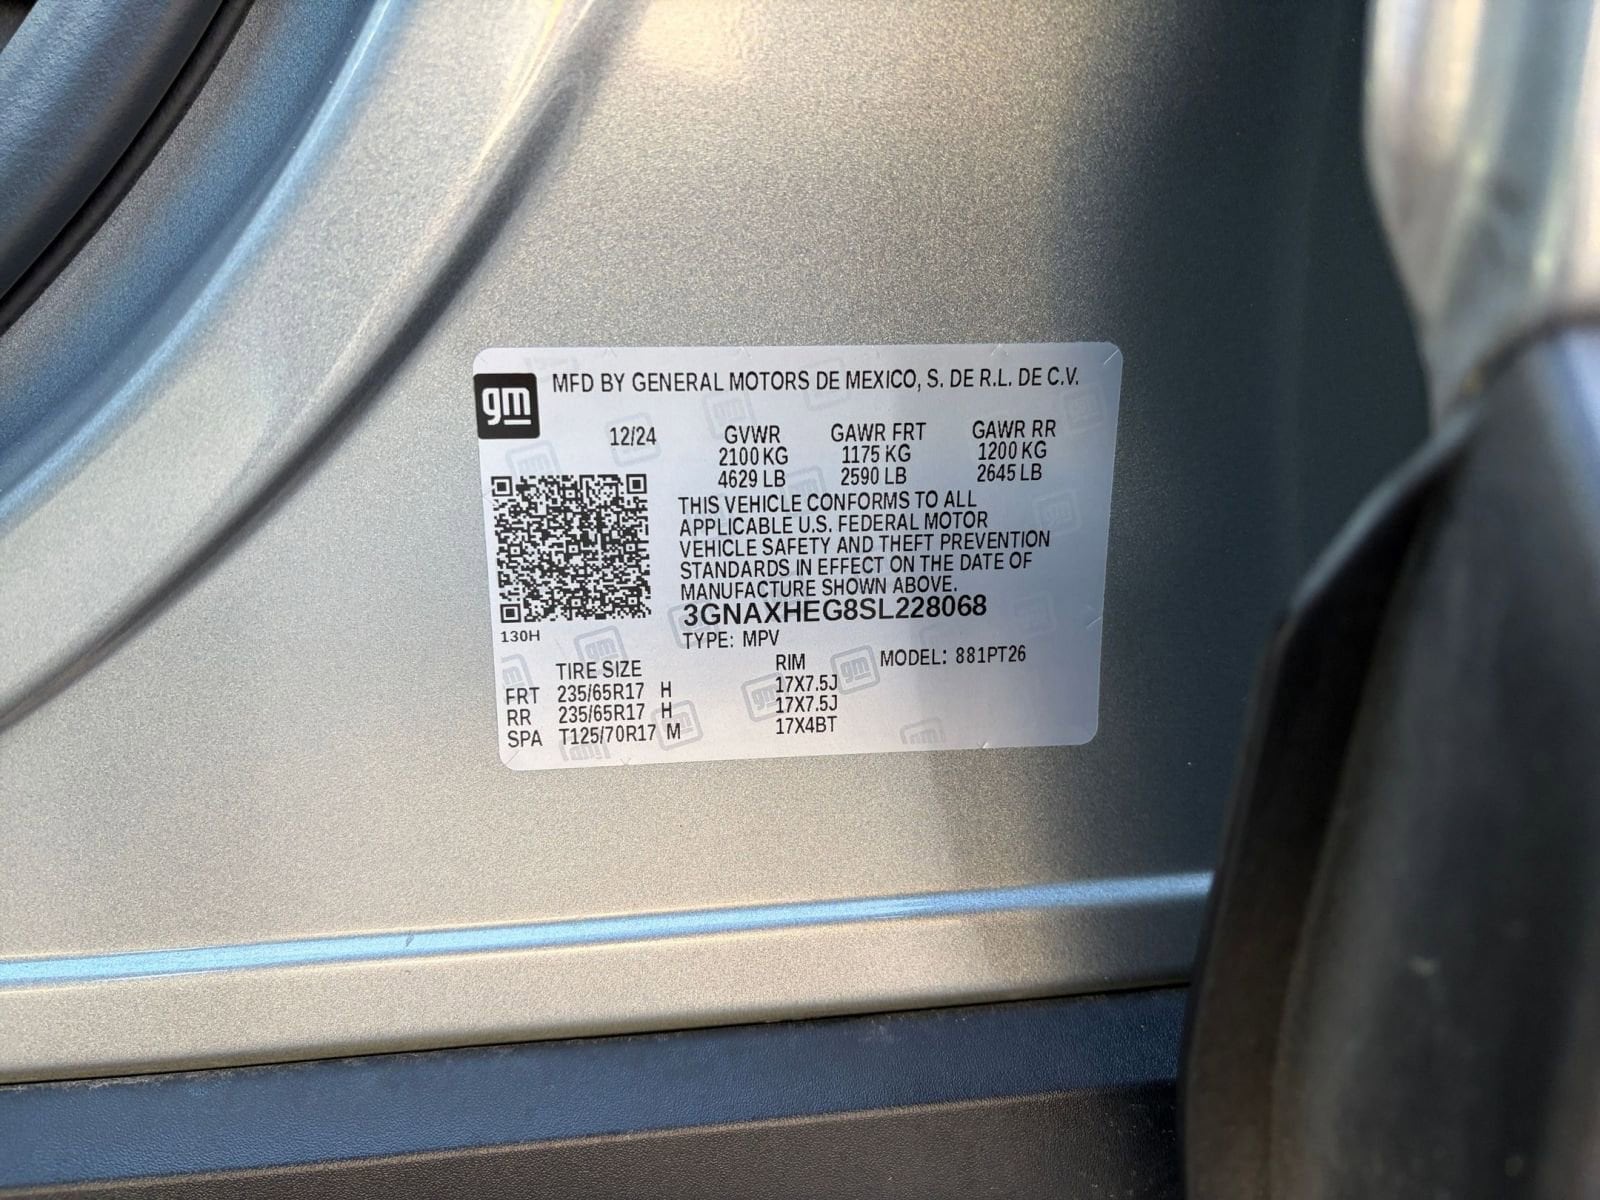 gm
MFD BY GENERAL MOTORS DE MEXICO, S. DE R.L. DE C.V.
12/24 GVWR GAWR FRT GAWR RR
2100 KG 1175 KG 1200 KG
4629 LB 2590 LB 2645 LB
THIS VEHICLE CONFORMS TO ALL
APPLICABLE U.S. FEDERAL MOTOR
VEHICLE SAFETY AND THEFT PREVENTION
STANDARDS IN EFFECT ON THE DATE OF
MANUFACTURE SHOWN ABOVE.
3GNAXHEG8SL228068
130H
TYPE: MPV
MODEL: 881PT26
TIRE SIZE RIM
FRT 235/65R17 H 17X7.5J
RR 235/65R17 H 17X7.5J
SPA T125/70R17 M 17X4BT